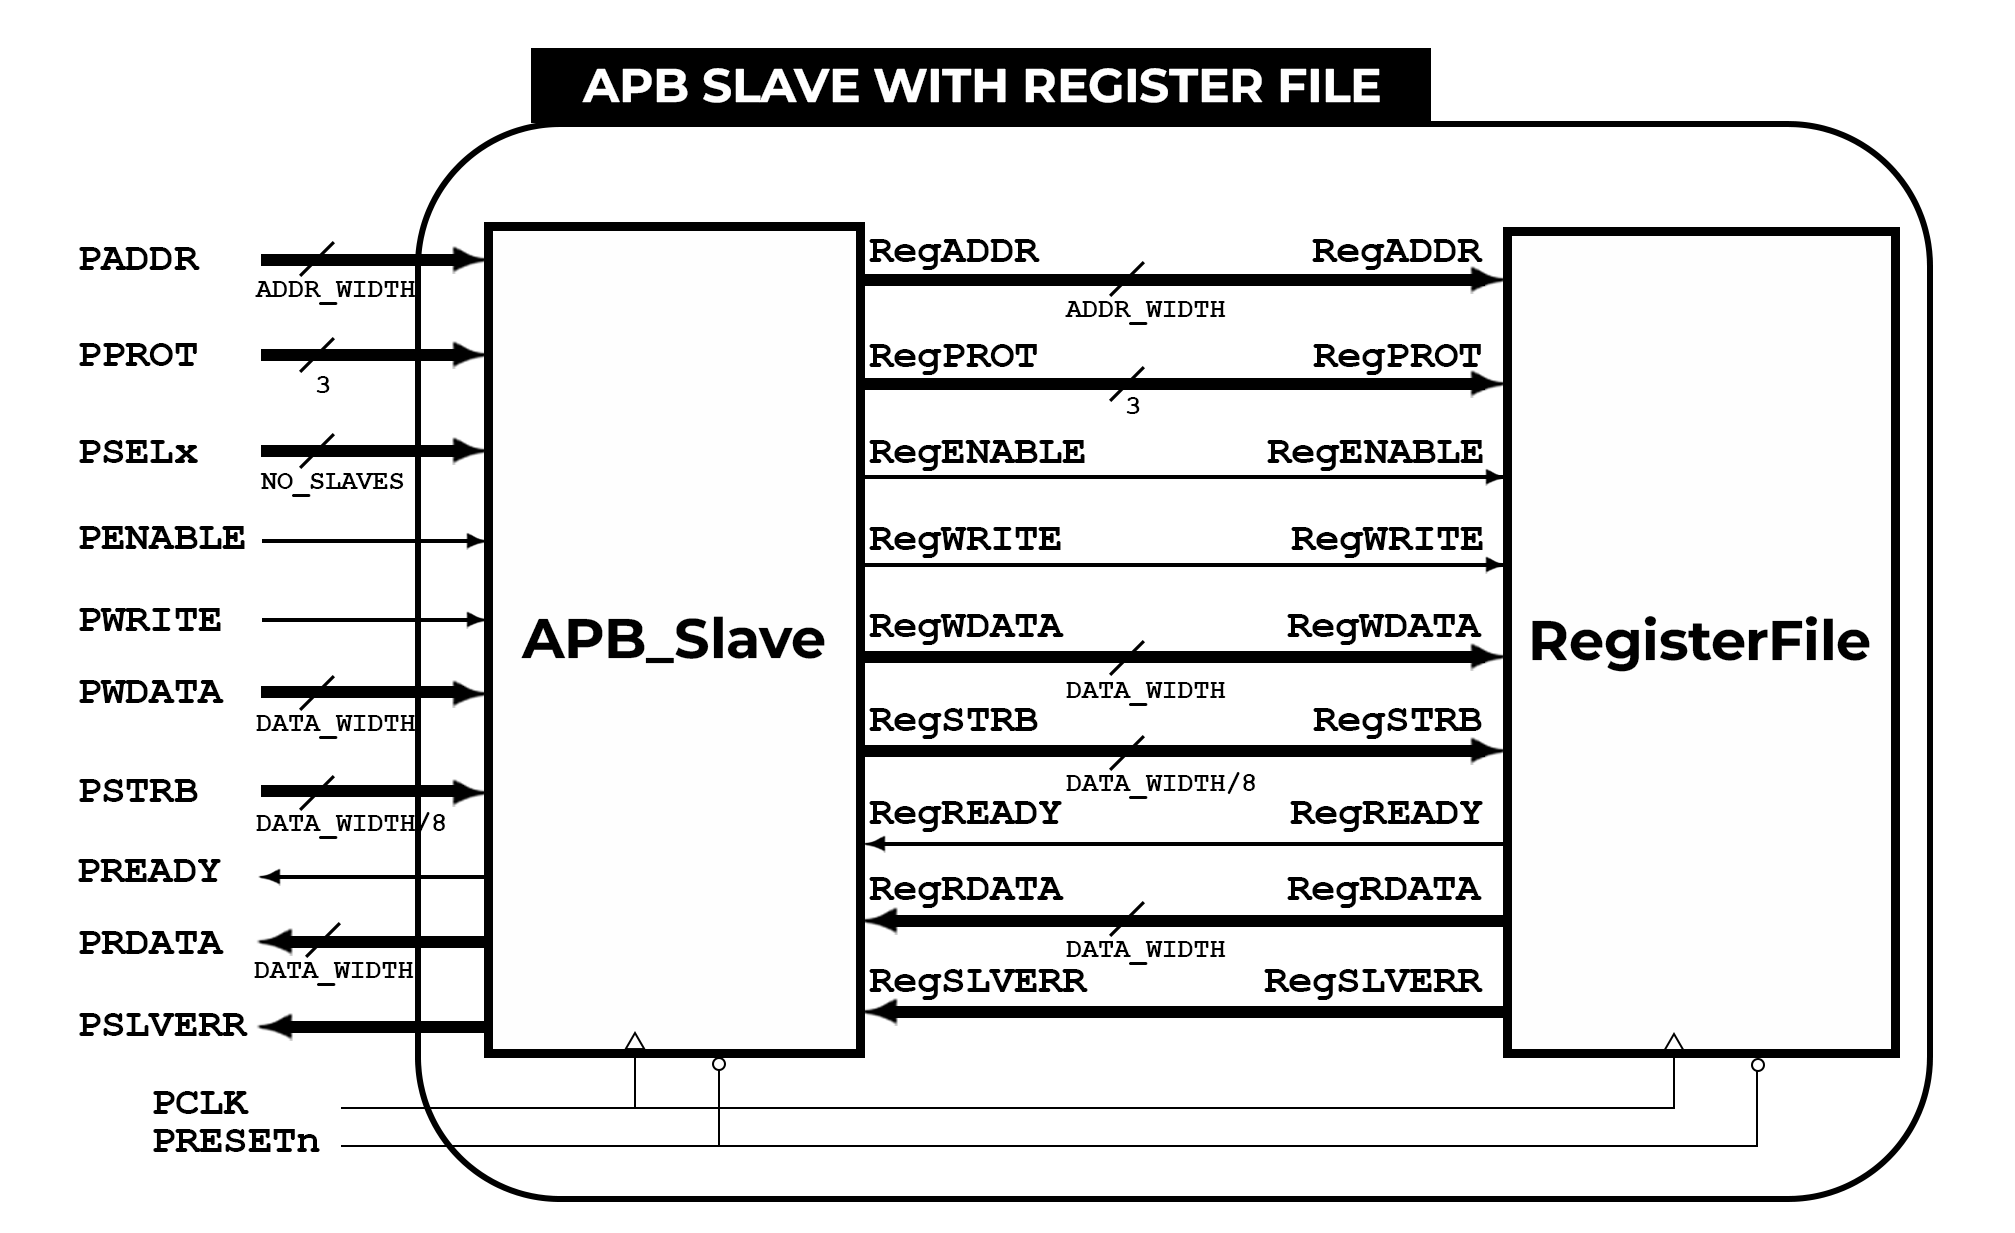 APB SLAVE WITH REGISTER FILE
PADDR
ADDR_WIDTH
PPROT
3
PSELx
NO_SLAVES
PENABLE
PWRITE
PWDATA
DATA_WIDTH
PSTRB
DATA_WIDTH/8
PREADY
PRDATA
DATA_WIDTH
PSLVERR
PCLK
PRESETn
APB_Slave
RegADDR RegADDR
ADDR_WIDTH
RegPROT RegPROT
3
RegENABLE RegENABLE
RegWRITE RegWRITE
RegWDATA RegWDATA
DATA_WIDTH
RegSTRB RegSTRB
DATA_WIDTH/8
RegREADY RegREADY
RegRDATA RegRDATA
DATA_WIDTH
RegSLVERR RegSLVERR
RegisterFile